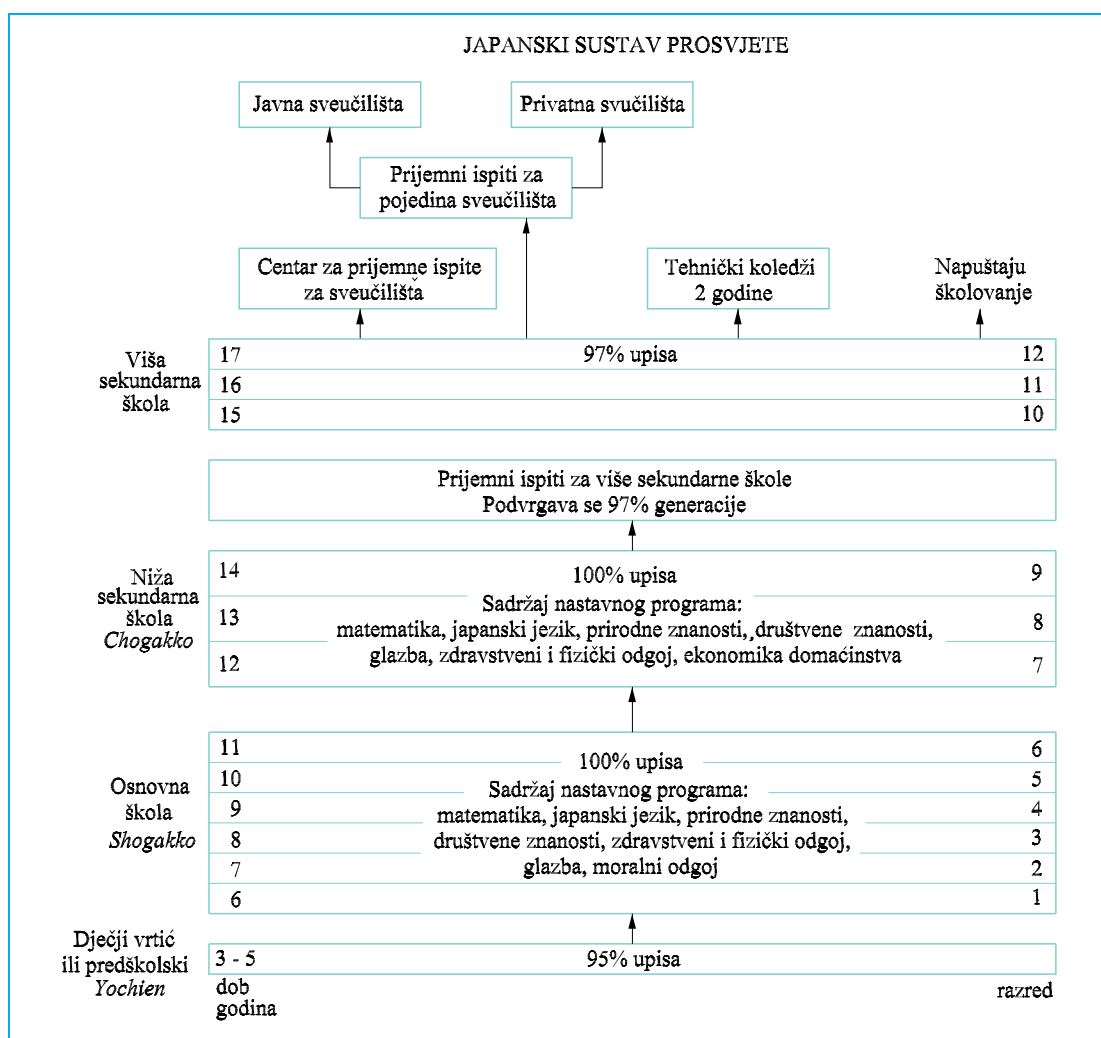 JAPANSKI SUSTAV PROSVJETE
Javna sveučilišta
Privatna svučilišta
Prijemni ispiti za
pojedina sveučilišta
Centar za prijemne ispite
za sveučilišťa
Tehnički koledži
2 godine
Napuštaju
školovanje
Viša
sekundarna
škola
17 97% upisa 12
16 11
15 10
Prijemni ispiti za više sekundarne škole
Podvrgava se 97% generacije
Niža
sekundarna
škola
Chogakko
14 100% upisa 9
Sadržaj nastavnog programa:
13 8
matematika, japanski jezik, prirodne znanosti, društvene znanosti,
glazba, zdravstveni i fizički odgoj, ekonomika domaćinstva
12 7
Osnovna
škola
Shogakko
11 6
100% upisa
10 5
Sadržaj nastavnog programa:
9 4
matematika, japanski jezik, prirodne znanosti,
društvene znanosti, zdravstveni i fizički odgoj,
8 3
glazba, moralni odgoj
7 2
6 1
Dječji vrtić
ili predškolski
Yochien
3 - 5 95% upisa
dob
godina
razred